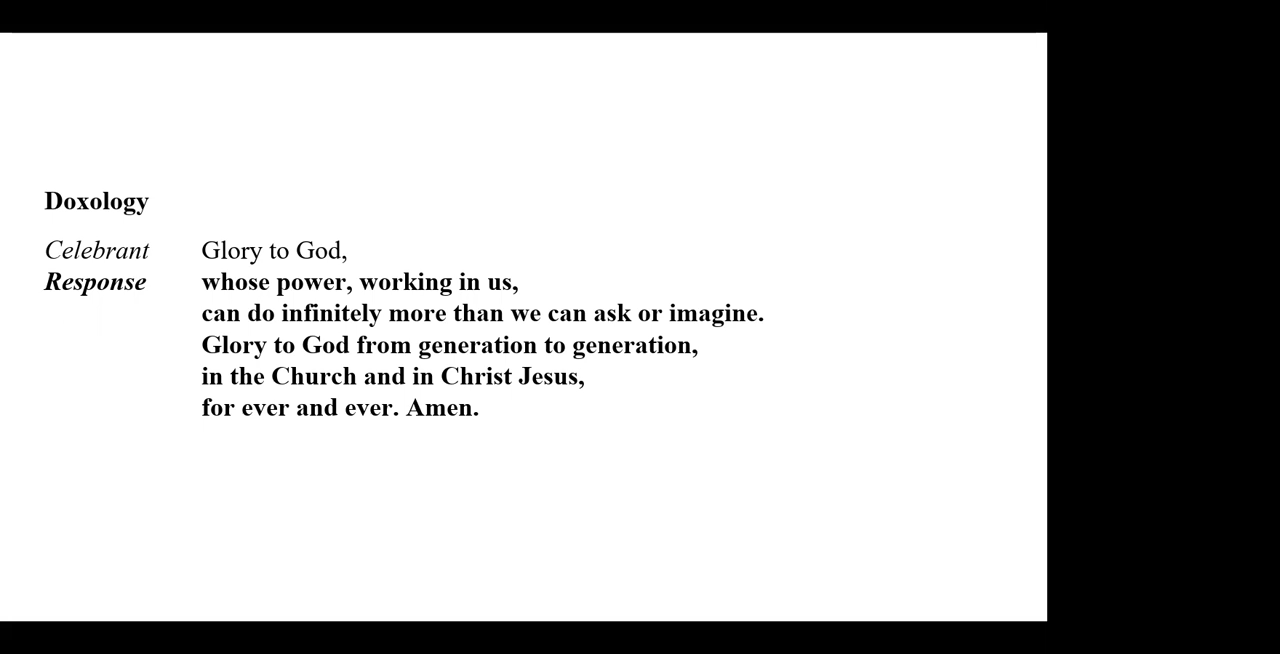 Doxology
Celebrant Glory to God,
Response whose power, working in us,
can do infinitely more than we can ask or imagine.
Glory to God from generation to generation,
in the Church and in Christ Jesus,
for ever and ever. Amen.